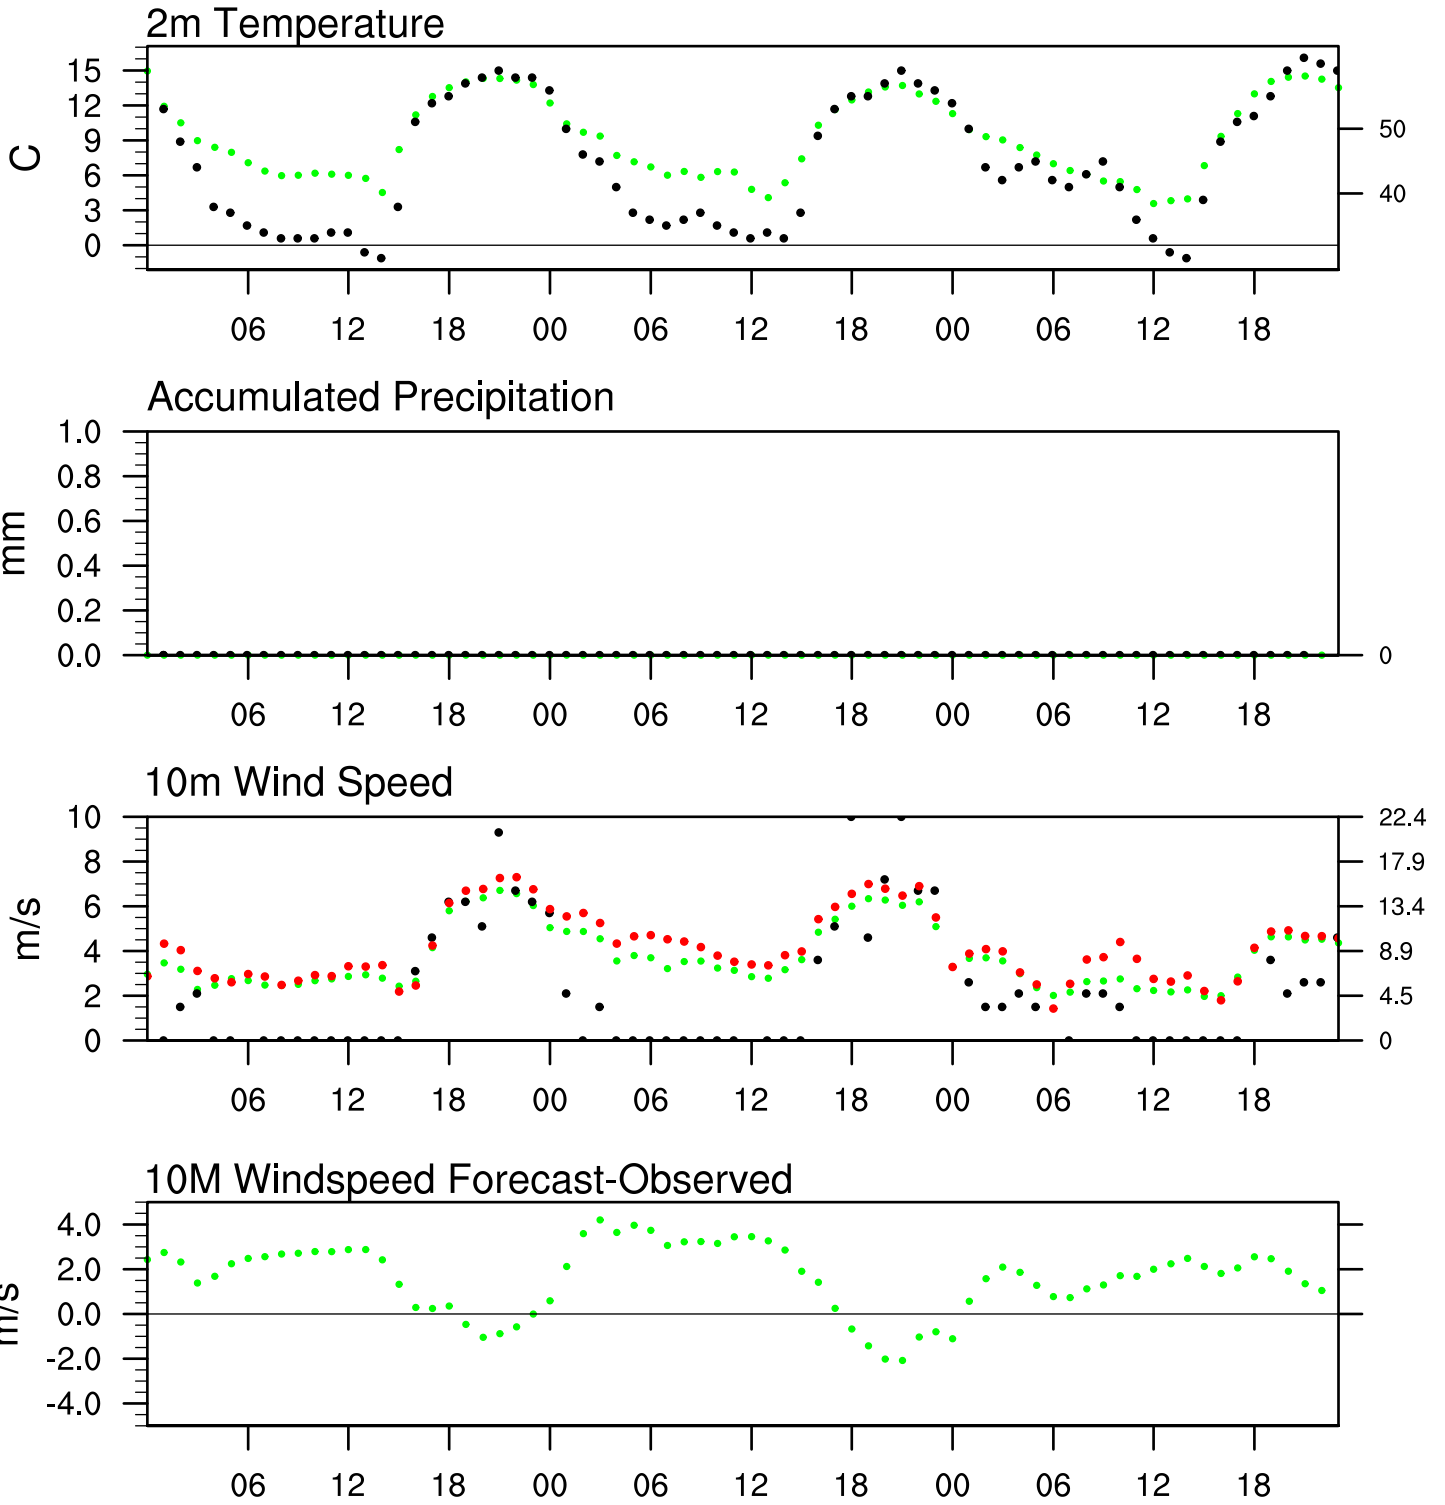 2m Temperature
15
12
9
6
3
0
C
50
40
06 12 18 00 06 12 18 00 06 12 18
Accumulated Precipitation
1.0
0.8
0.6
0.4
0.2
0.0
mm
0
06 12 18 00 06 12 18 00 06 12 18
10m Wind Speed
10
8
6
4
2
0
m/s
22.4
17.9
13.4
8.9
4.5
0
06 12 18 00 06 12 18 00 06 12 18
10M Windspeed Forecast-Observed
4.0
2.0
0.0
-2.0
-4.0
m/s
06 12 18 00 06 12 18 00 06 12 18